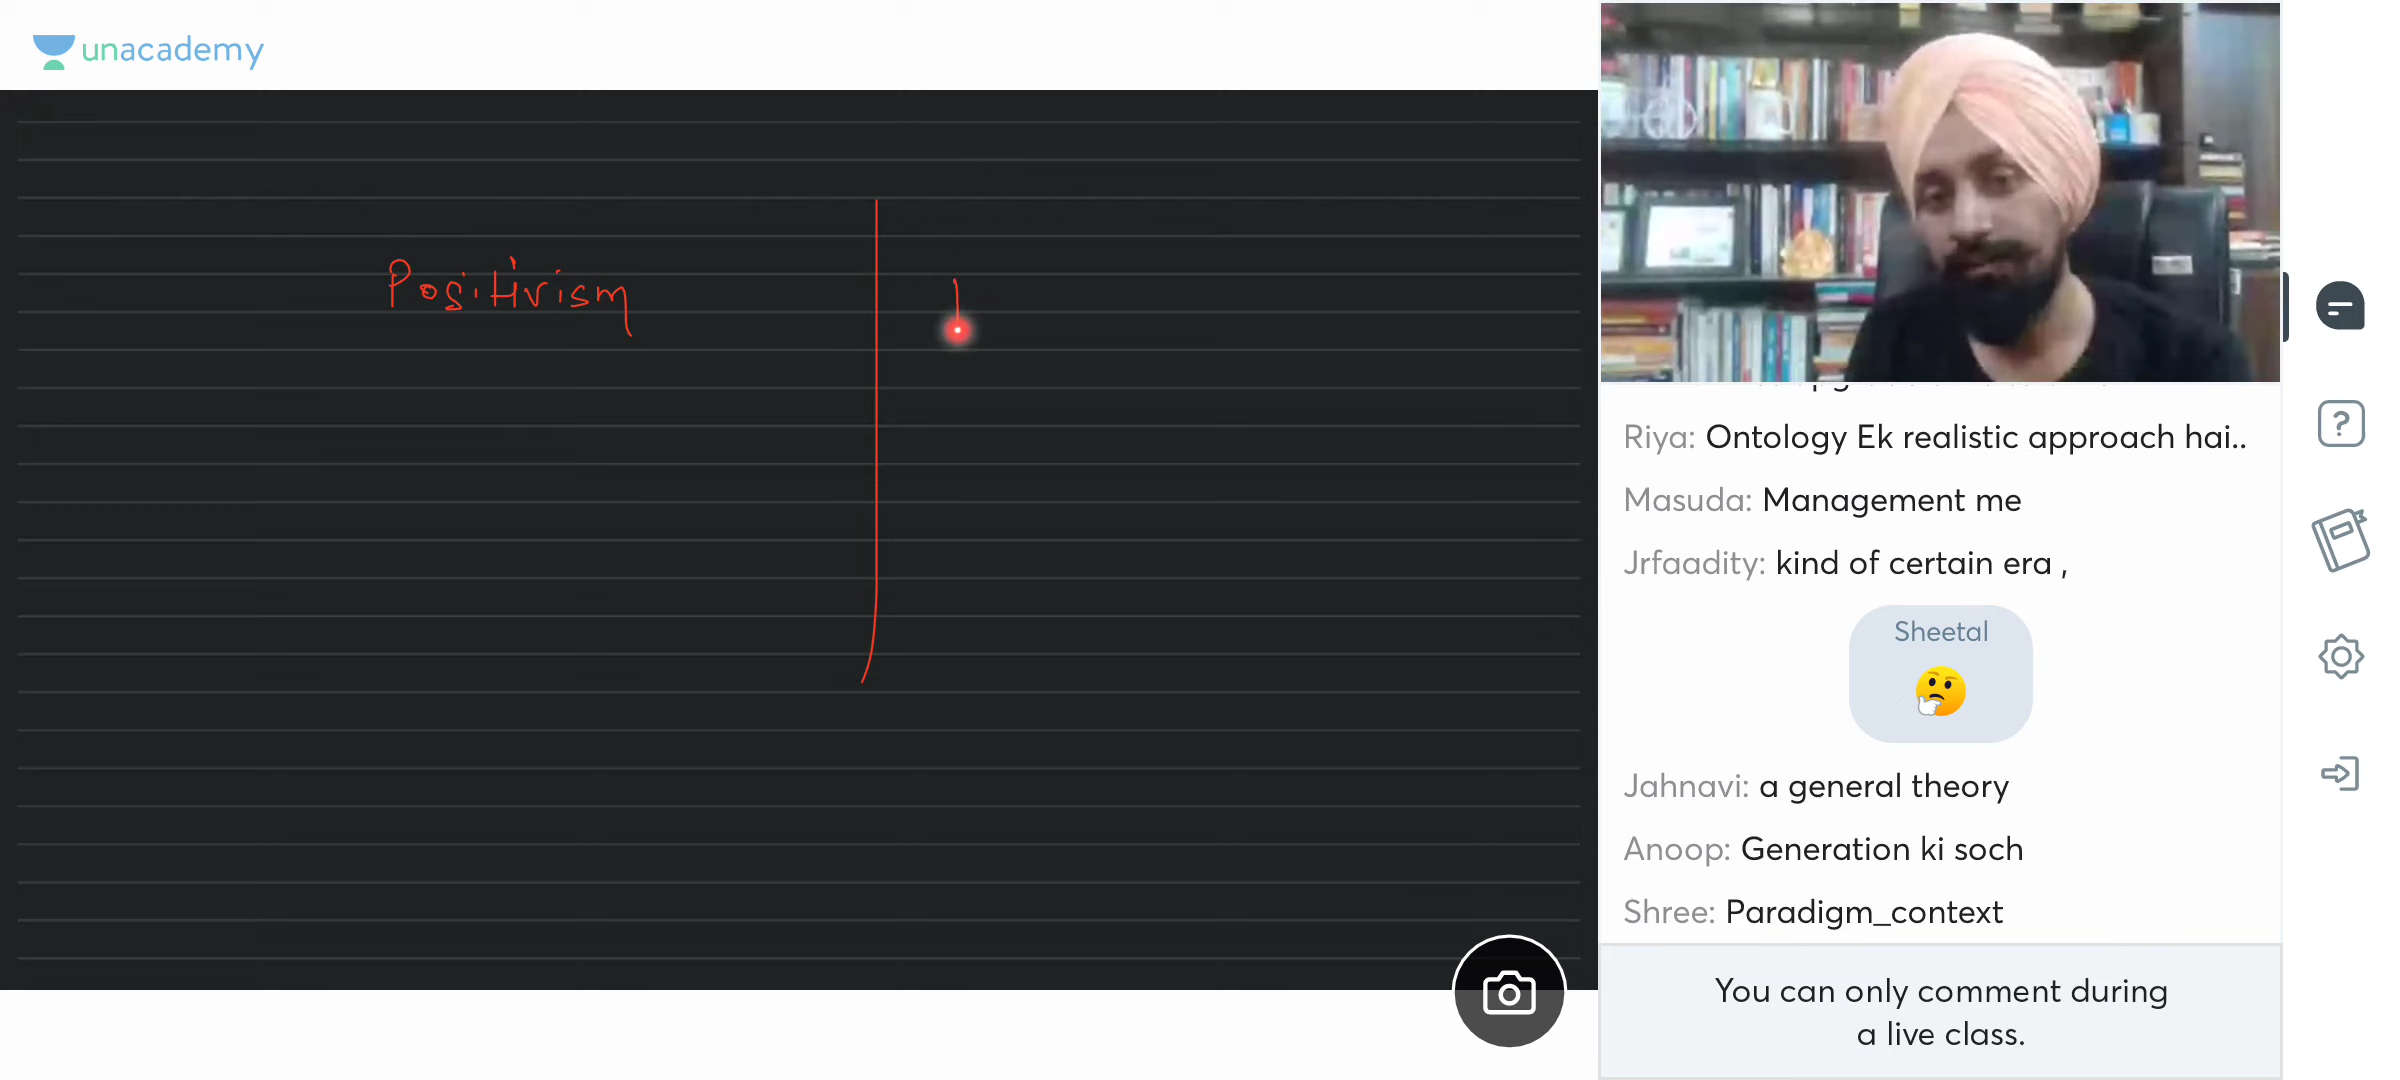 unacademy
Positivism
Riya: Ontology Ek realistic approach hai..
Masuda: Management me
Jrfaadity: kind of certain era ,
Sheetal
Jahnavi: a general theory
Anoop: Generation ki soch
Shree: Paradigm_context
You can only comment during
a live class.